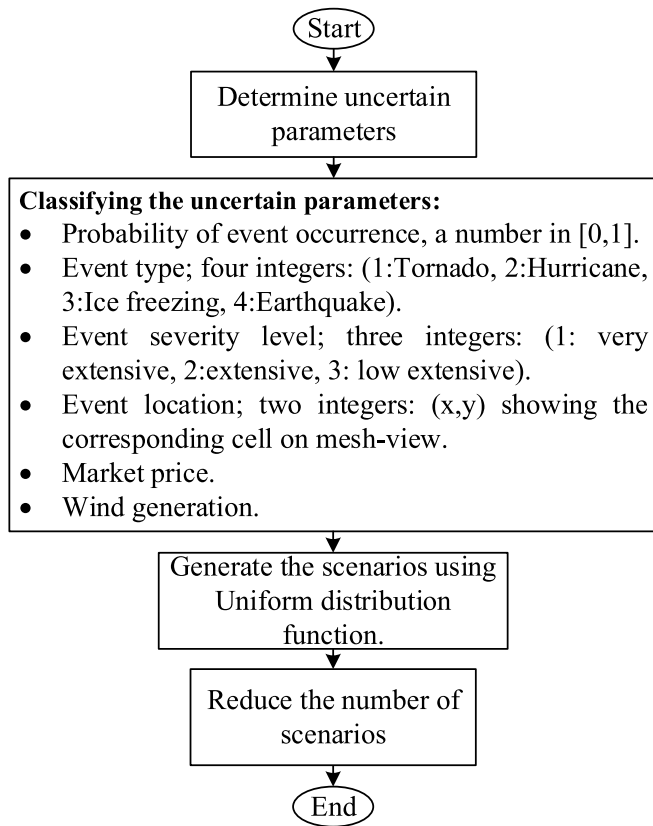 Start
Determine uncertain
parameters
Classifying the uncertain parameters:
• Probability of event occurrence, a number in [0,1].
• Event type; four integers: (1:Tornado, 2:Hurricane,
3:Ice freezing, 4:Earthquake).
• Event severity level; three integers: (1: very
extensive, 2:extensive, 3: low extensive).
• Event location; two integers: (x,y) showing the
corresponding cell on mesh-view.
• Market price.
• Wind generation.
Generate the scenarios using
Uniform distribution
function.
Reduce the number of
scenarios
End